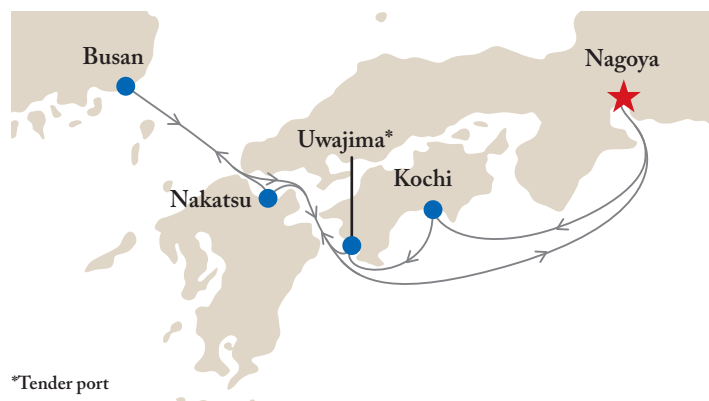 Busan
Nagoya
Uwajima*
Kochi
Nakatsu
*Tender port